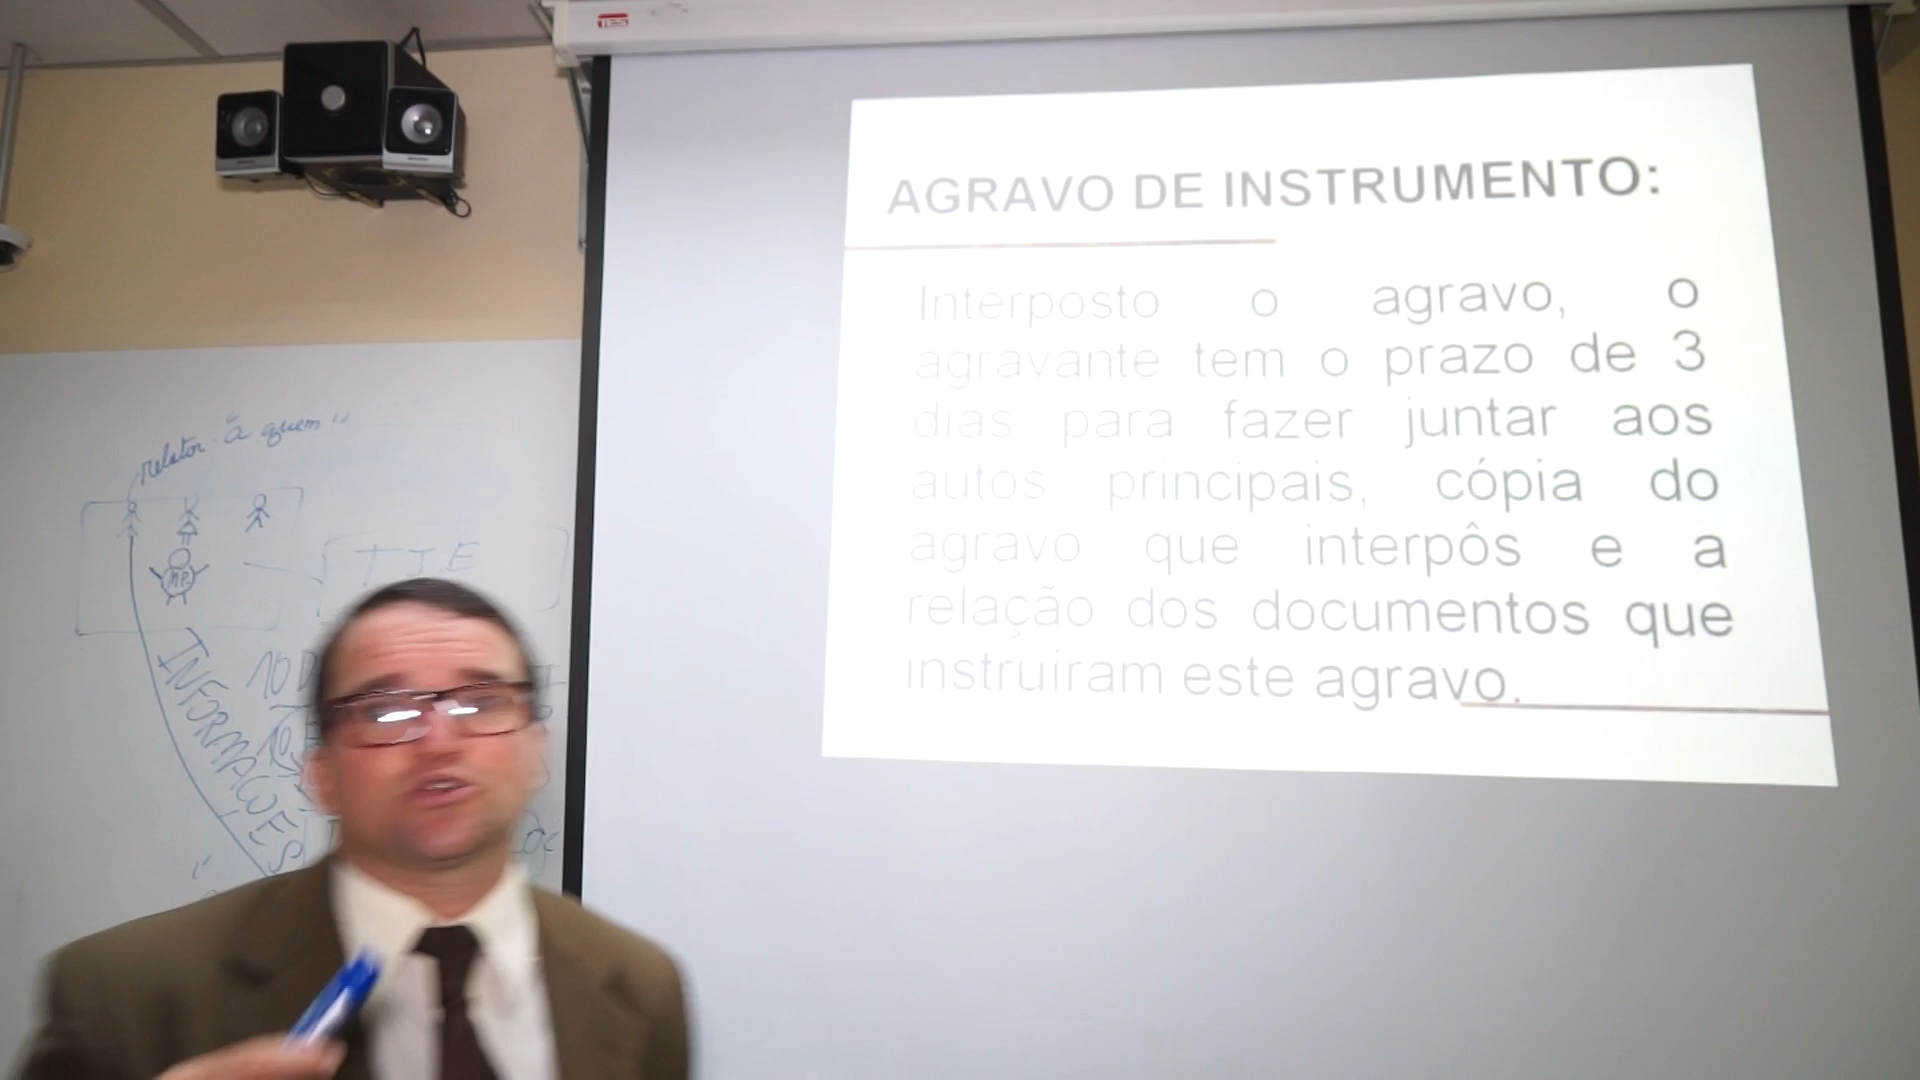 AGRAVO DE INSTRUMENTO:
Interposto o agravo, o
agravante tem o prazo de 3
dias para fazer juntar aos
autos principais, cópia do
agravo que interpôs e a
relação dos documentos que
instruiram este agravo.
relator "a quem"
MP
TJE
INFORMAÇÕES
10